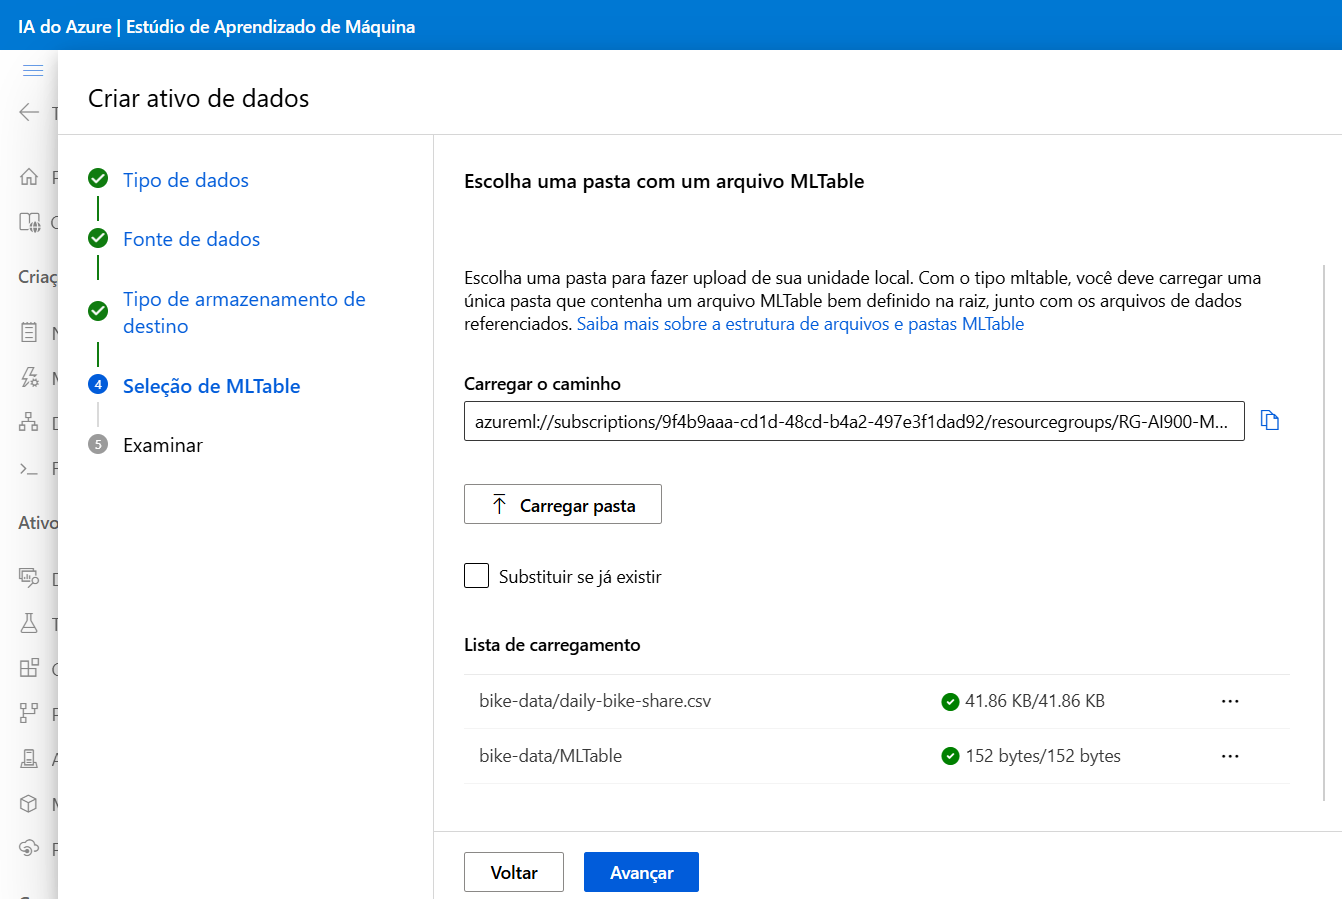 IA do Azure | Estúdio de Aprendizado de Máquina
Criar ativo de dados
Criaç
Ativo
Tipo de dados
Fonte de dados
Tipo de armazenamento de
destino
4 Seleção de MLTable
5 Examinar
Escolha uma pasta com um arquivo MLTable
Escolha uma pasta para fazer upload de sua unidade local. Com o tipo mltable, você deve carregar uma
única pasta que contenha um arquivo MLTable bem definido na raiz, junto com os arquivos de dados
referenciados. Saiba mais sobre a estrutura de arquivos e pastas MLTable
Carregar o caminho
azureml://subscriptions/9f4b9aaa-cd1d-48cd-b4a2-497e3f1dad92/resourcegroups/RG-AI900-M...
Carregar pasta
Substituir se já existir
Lista de carregamento
bike-data/daily-bike-share.csv 41.86 KB/41.86 KB ...
bike-data/MLTable 152 bytes/152 bytes ...
Voltar Avançar